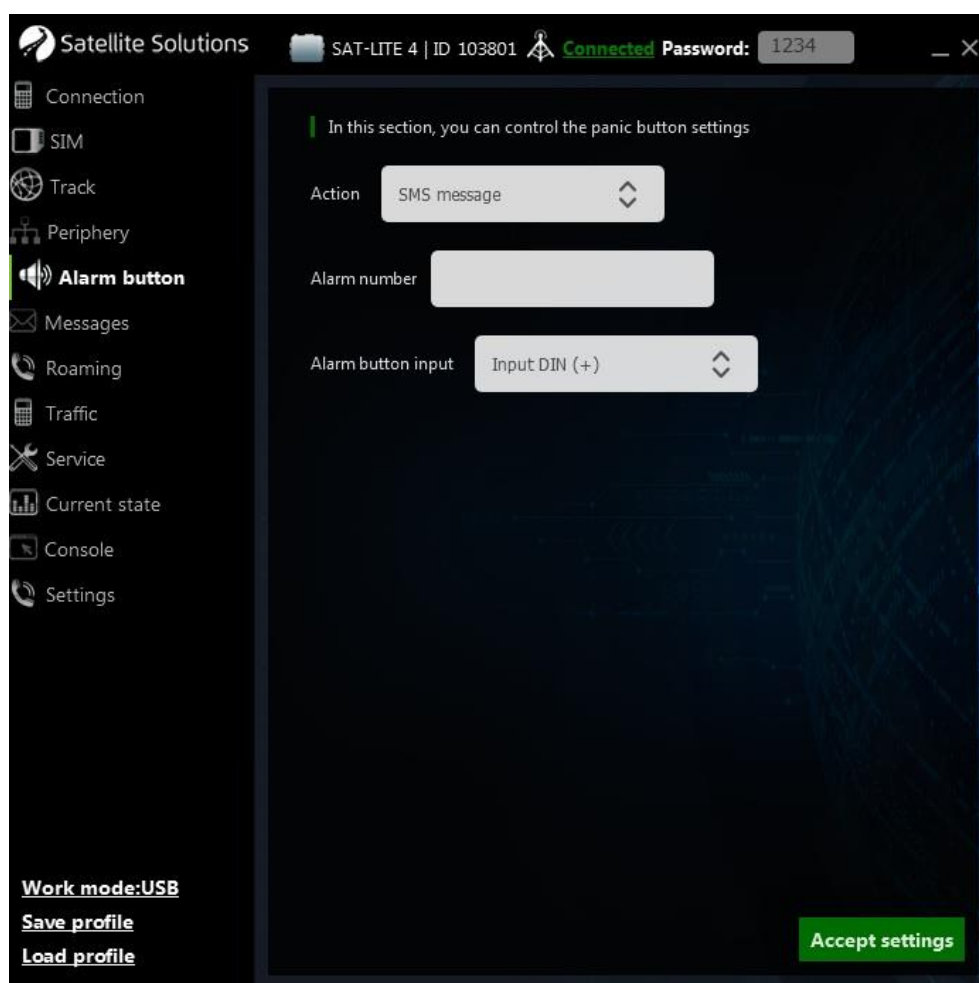 Satellite Solutions
SAT-LITE 4 | ID 103801 Connected Password: 1234
Connection
SIM
Track
Periphery
Alarm button
Messages
Roaming
Traffic
Service
Current state
Console
Settings
Work mode:USB
Save profile
Load profile
In this section, you can control the panic button settings
Action SMS message
Alarm number
Alarm button input Input DIN (+)
Accept settings